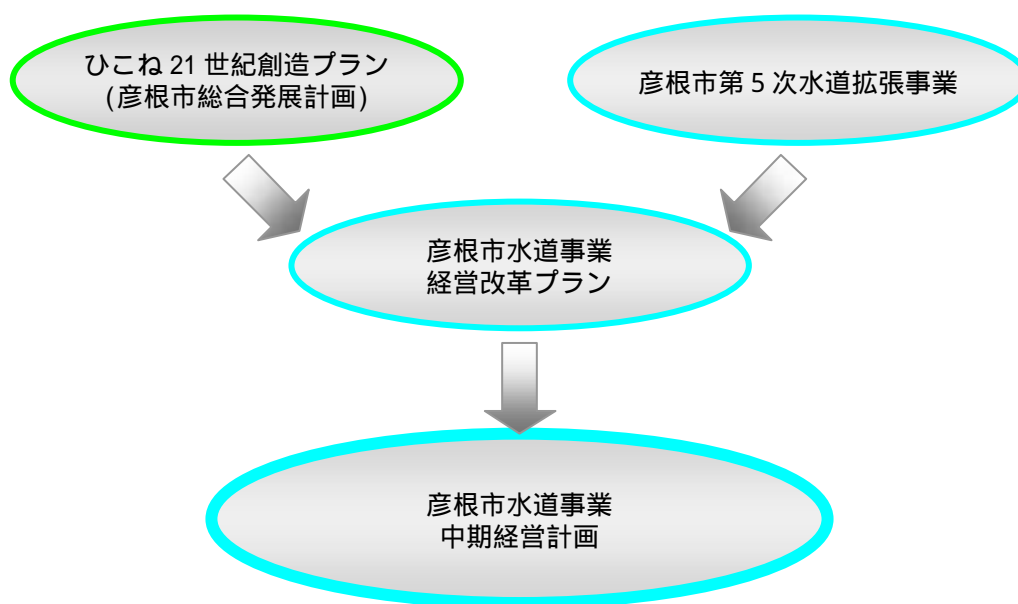 ひこね 21 世紀創造プラン
(彦根市総合発展計画)
彦根市第 5 次水道拡張事業
彦根市水道事業
経営改革プラン
彦根市水道事業
中期経営計画